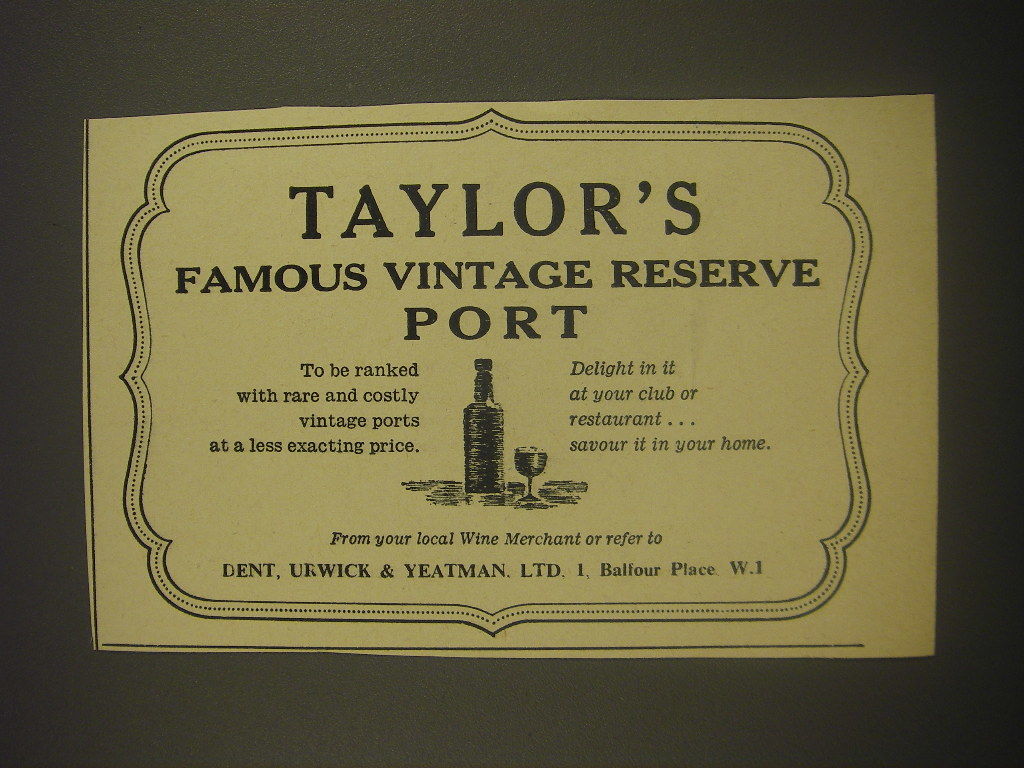 TAYLOR'S
FAMOUS VINTAGE RESERVE
PORT
To be ranked
with rare and costly
vintage ports
at a less exacting price.
Delight in it
at your club or
restaurant . . .
savour it in your home.
From your local Wine Merchant or refer to
DENT, URWICK & YEATMAN. LTD. 1, Balfour Place. W.1